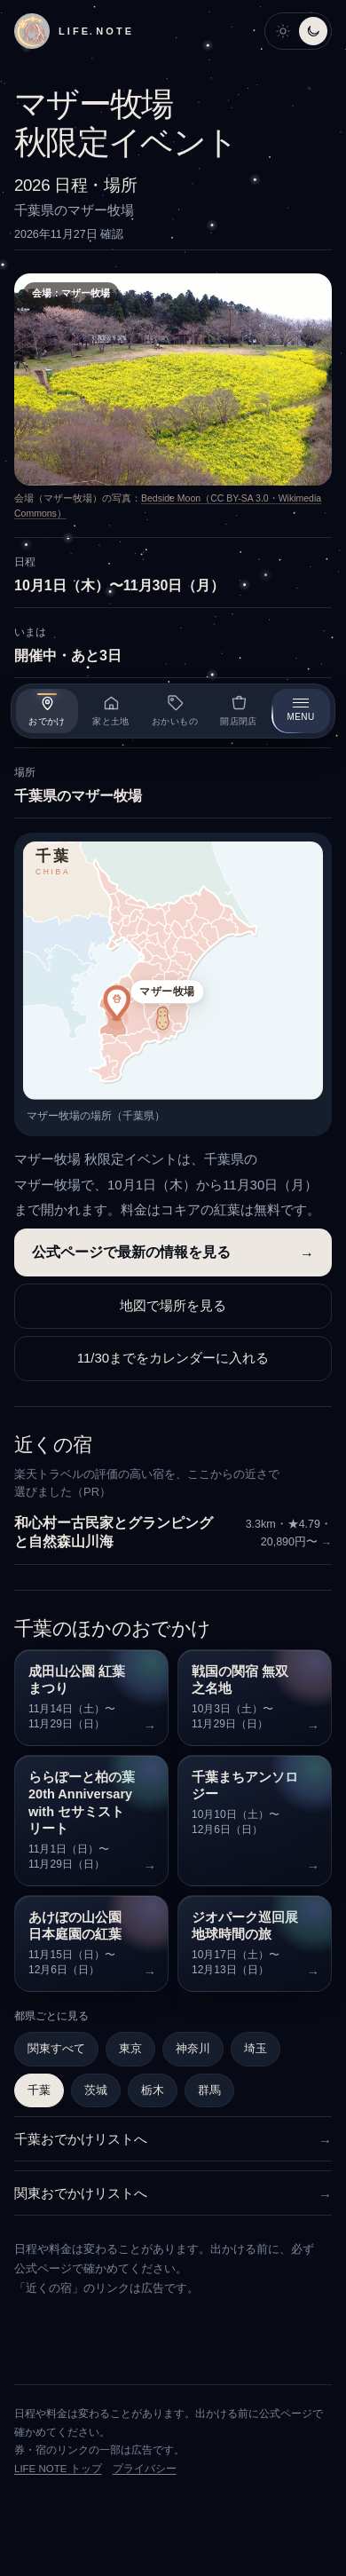 LIFE.NOTE
マザー牧場
秋限定イベント
2026 日程・場所
千葉県のマザー牧場
2026年11月27日 確認
会場：マザー牧場
会場（マザー牧場）の写真：Bedside Moon（CC BY-SA 3.0・Wikimedia
Commons）
日程
10月1日（木）〜11月30日（月）
いまは
開催中・あと3日
おでかけ
家と土地
おかいもの
開店閉店
MENU
場所
千葉県のマザー牧場
千葉
CHIBA
マザー牧場
マザー牧場の場所（千葉県）
マザー牧場 秋限定イベントは、千葉県の
マザー牧場で、10月1日（木）から11月30日（月）
まで開かれます。料金はコキアの紅葉は無料です。
公式ページで最新の情報を見る →
地図で場所を見る
11/30までをカレンダーに入れる
近くの宿
楽天トラベルの評価の高い宿を、ここからの近さで
選びました（PR）
和心村ー古民家とグランピング
と自然森山川海
3.3km・★4.79・
20,890円〜 →
千葉のほかのおでかけ
成田山公園 紅葉
まつり
11月14日（土）〜
11月29日（日） →
戦国の関宿 無双
之名地
10月3日（土）〜
11月29日（日） →
ららぽーと柏の葉
20th Anniversary
with セサミスト
リート
11月1日（日）〜
11月29日（日） →
千葉まちアンソロ
ジー
10月10日（土）〜
12月6日（日）
→
あけぼの山公園
日本庭園の紅葉
11月15日（日）〜
12月6日（日） →
ジオパーク巡回展
地球時間の旅
10月17日（土）〜
12月13日（日） →
都県ごとに見る
関東すべて
東京
神奈川
埼玉
千葉
茨城
栃木
群馬
千葉おでかけリストへ →
関東おでかけリストへ →
日程や料金は変わることがあります。出かける前に、必ず
公式ページで確かめてください。
「近くの宿」のリンクは広告です。
日程や料金は変わることがあります。出かける前に公式ページで
確かめてください。
券・宿のリンクの一部は広告です。
LIFE NOTE トップ プライバシー